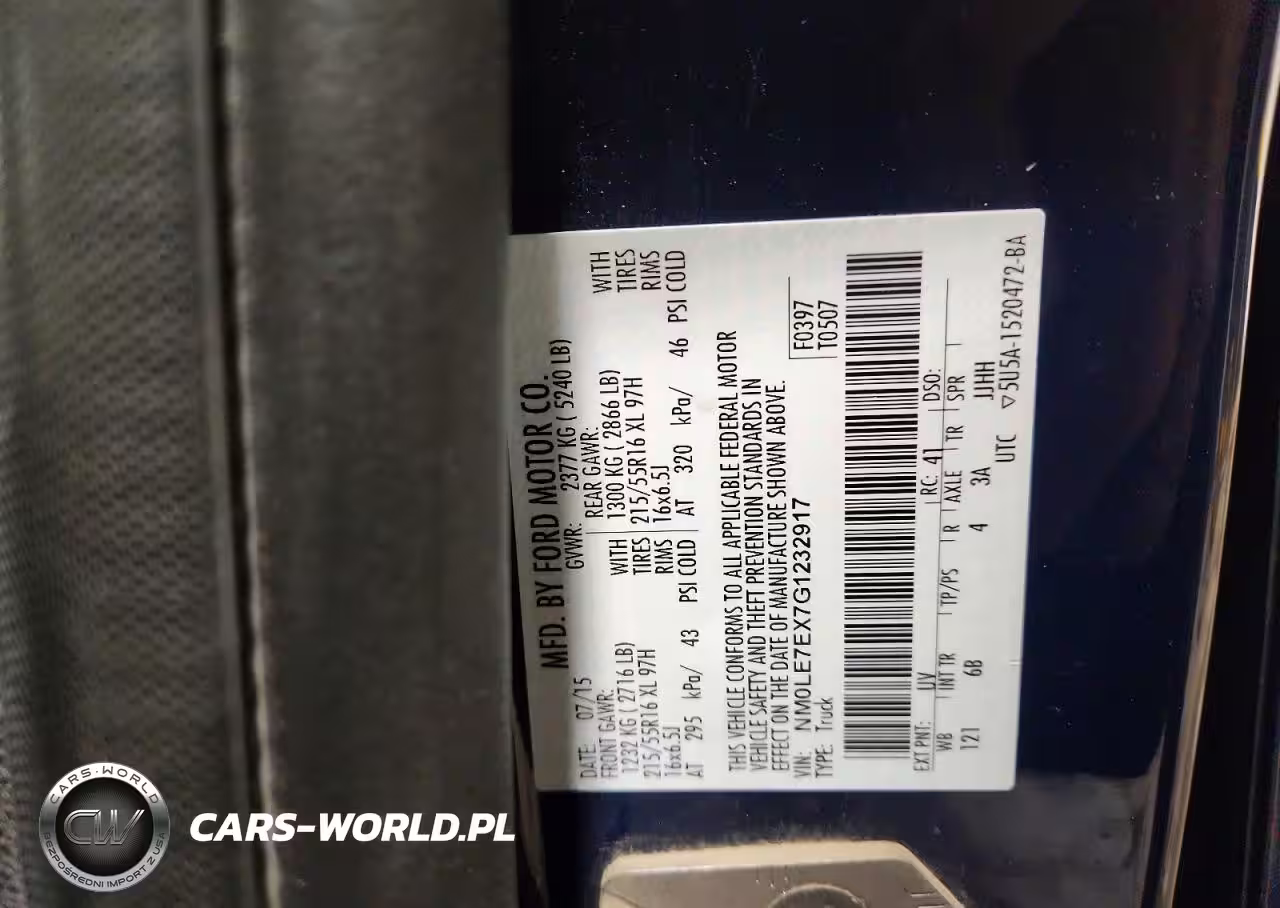 MFD. BY FORD MOTOR CO.
DATE: 07/15 GVWR: 2377 KG ( 5240 LB)
FRONT GAWR: REAR GAWR:
1232 KG ( 2716 LB) WITH 1300 KG ( 2866 LB) WITH
215/55R16 XL 97H TIRES 215/55R16 XL 97H TIRES
16x6.5J RIMS 16x6.5J RIMS
AT 295 kPa/ 43 PSI COLD AT 320 kPa/ 46 PSI COLD
THIS VEHICLE CONFORMS TO ALL APPLICABLE FEDERAL MOTOR
VEHICLE SAFETY AND THEFT PREVENTION STANDARDS IN
EFFECT ON THE DATE OF MANUFACTURE SHOWN ABOVE.
VIN: NM0LE7EX7G1232917 F0397
TYPE: Truck T0507
EXT PNT: UV RC: 41 DSO:
WB INT TR TP/PS R AXLE TR SPR
121 6B 4 3A JJHH
UTC ▽5U5A-1520472-BA
CARS-WORLD
CW
BEZPOŚREDNI IMPORT Z USA
CARS-WORLD.PL